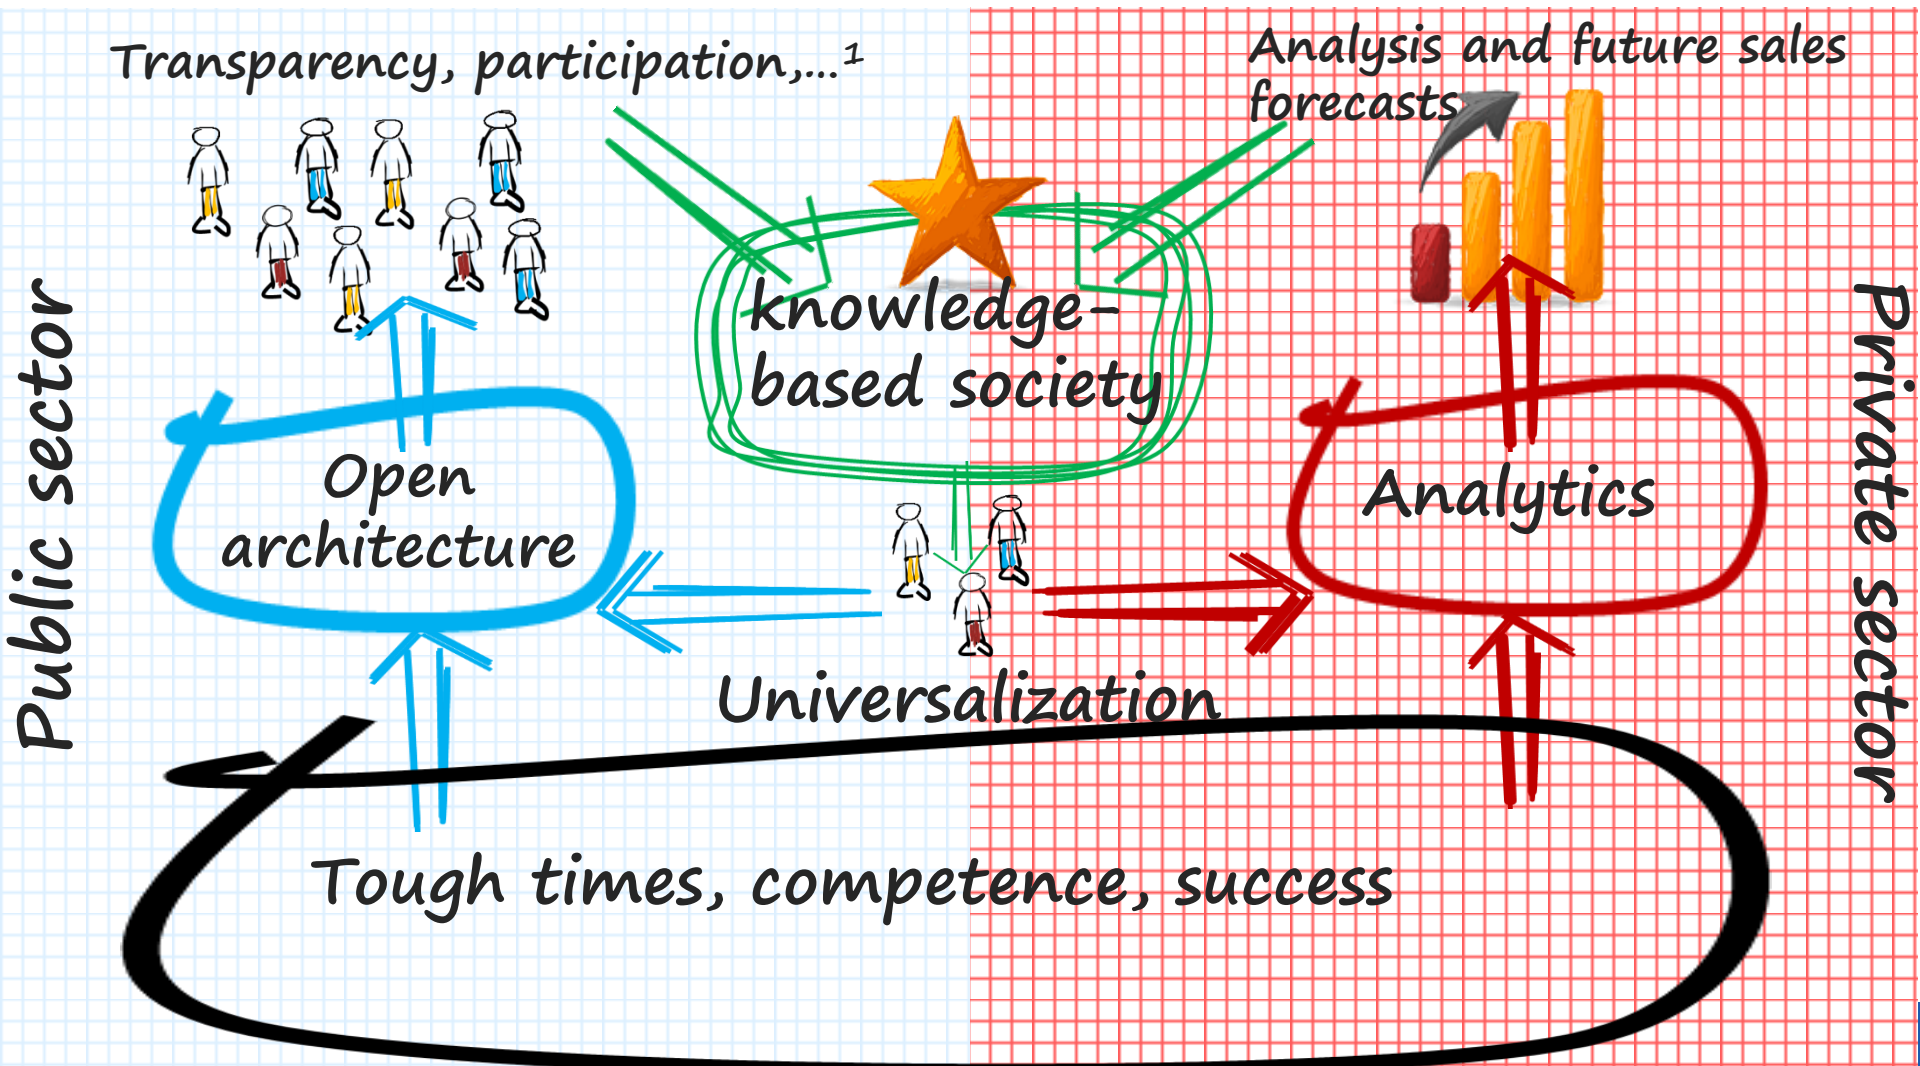 Transparency, participation,...¹
Analysis and future sales
forecasts
knowledge-
based society
Public sector
Private sector
Open
architecture
Analytics
Universalization
Tough times, competence, success